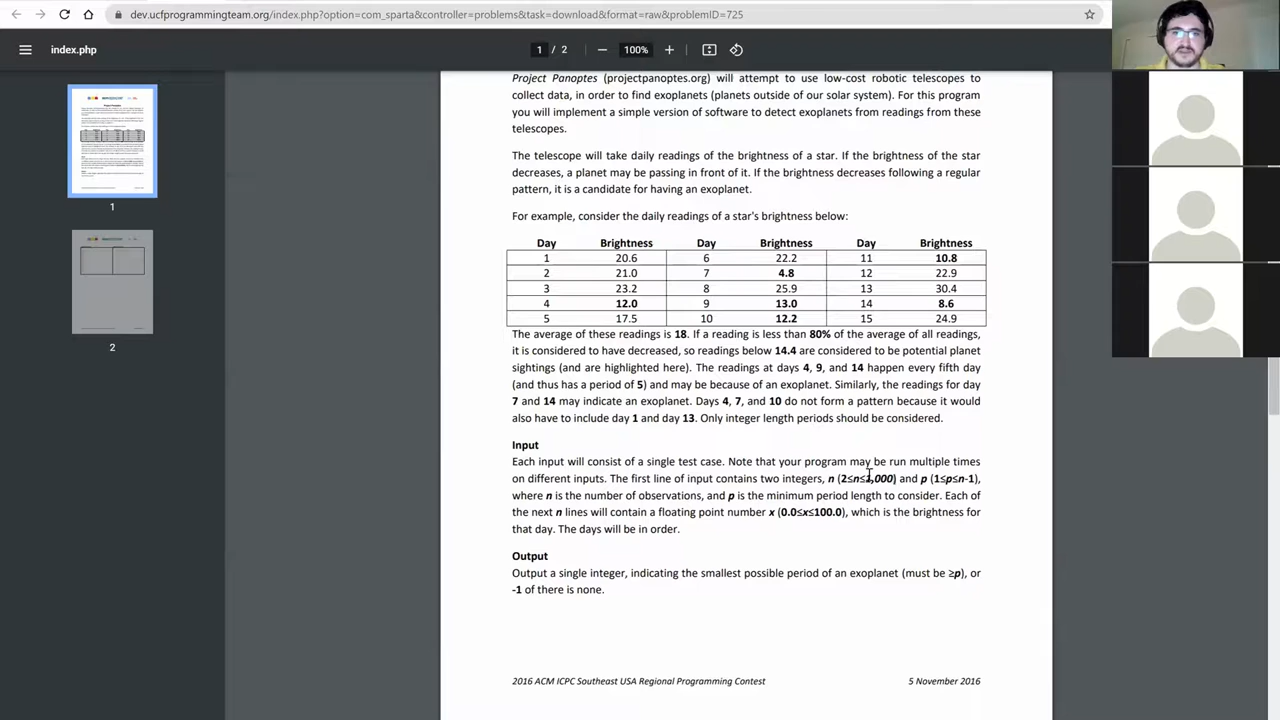 dev.ucfprogrammingteam.org/index.php?option=com_sparta&controller=problems&task=download&format=raw&problemID=725
index.php
1 / 2
100%
Project Panoptes (projectpanoptes.org) will attempt to use low-cost robotic telescopes to
collect data, in order to find exoplanets (planets outside our solar system). For this program
you will implement a simple version of software to detect exoplanets from readings from these
telescopes.
The telescope will take daily readings of the brightness of a star. If the brightness of the star
decreases, a planet may be passing in front of it. If the brightness decreases following a regular
pattern, it is a candidate for having an exoplanet.
For example, consider the daily readings of a star's brightness below:
Day Brightness Day Brightness Day Brightness
1 20.6 6 22.2 11 10.8
2 21.0 7 4.8 12 22.9
3 23.2 8 25.9 13 30.4
4 12.0 9 13.0 14 8.6
5 17.5 10 12.2 15 24.9
The average of these readings is 18. If a reading is less than 80% of the average of all readings,
it is considered to have decreased, so readings below 14.4 are considered to be potential planet
sightings (and are highlighted here). The readings at days 4, 9, and 14 happen every fifth day
(and thus has a period of 5) and may be because of an exoplanet. Similarly, the readings for day
7 and 14 may indicate an exoplanet. Days 4, 7, and 10 do not form a pattern because it would
also have to include day 1 and day 13. Only integer length periods should be considered.
Input
Each input will consist of a single test case. Note that your program may be run multiple times
on different inputs. The first line of input contains two integers, n (2≤n≤1,000) and p (1≤p≤n-1),
where n is the number of observations, and p is the minimum period length to consider. Each of
the next n lines will contain a floating point number x (0.0≤x≤100.0), which is the brightness for
that day. The days will be in order.
Output
Output a single integer, indicating the smallest possible period of an exoplanet (must be ≥p), or
-1 of there is none.
2016 ACM ICPC Southeast USA Regional Programming Contest 5 November 2016
1
2